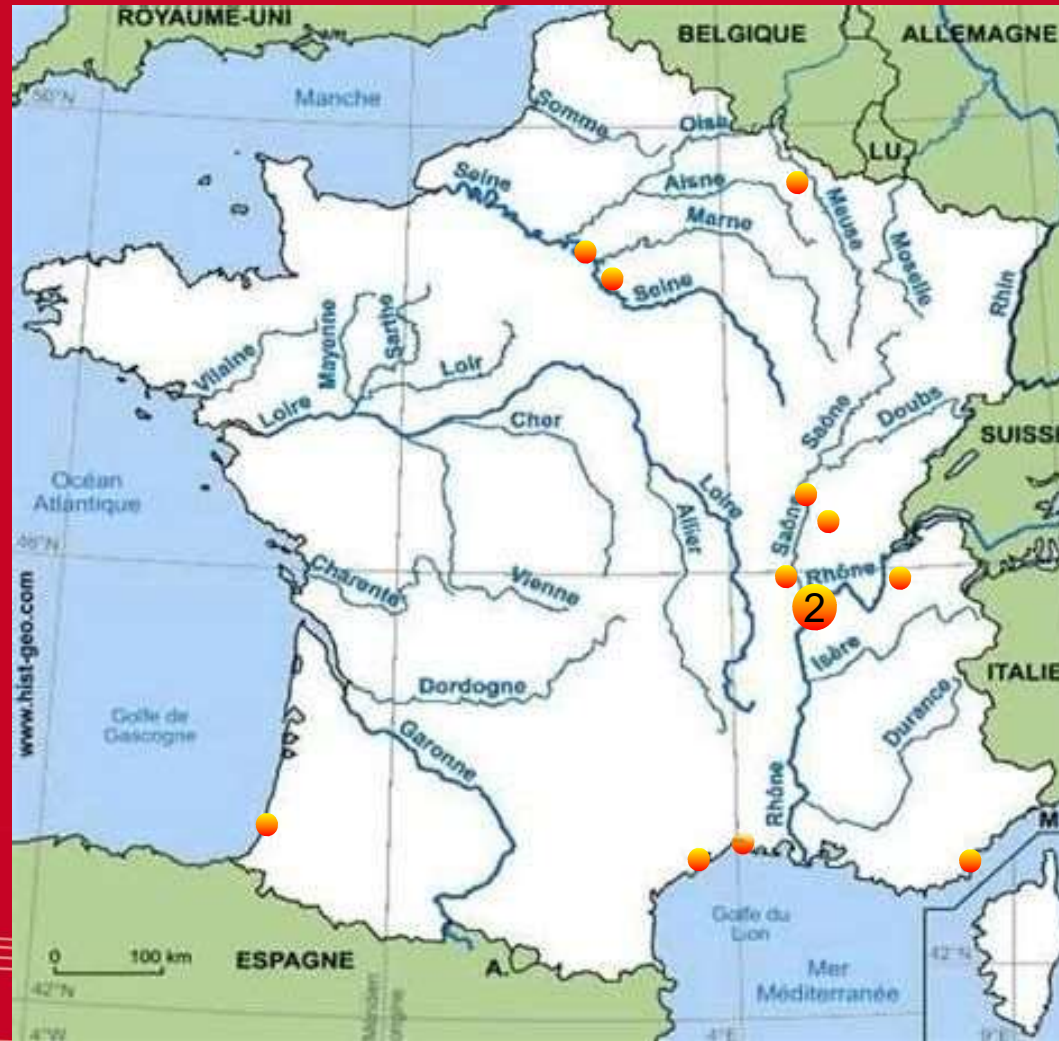 ROYAUME-UNI
BELGIQUE
ALLEMAGNE
50°N
Manche
Somme
Oise
LU.
Seine
Aisne
Marne
Meuse
Moselle
Rhin
Seine
Vilaine
Mayenne
Sarthe
Loir
Loire
Cher
Saône
Doubs
SUISSE
Océan
Atlantique
Loire
Allier
Saône
46°N
Charente
Vienne
Rhône
2
Isère
www.hist-geo.com
Dordogne
ITALIE
Golfe de
Gascogne
Garonne
Durance
Rhône
M
Golfe du
Lion
0
100 km
ESPAGNE
A.
Mer
Méditerranée
42°N
42°N
4°W
4°E
9°E